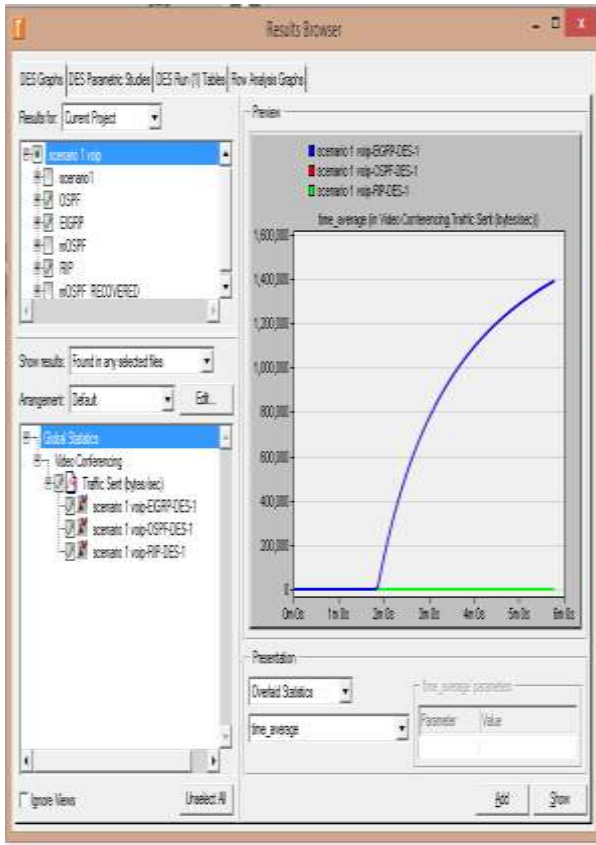 Results Browser
DES Graphs DES Parametric Studies DES Run (1) Tables Flow Analysis Graphs
Results for: Current Project
scenario 1 voip
scenario1
OSPF
EIGRP
mOSPF
RIP
mOSPF_RECOVERED
Show results: Found in any selected files
Arrangement: Default Edit...
Global Statistics
Video Conferencing
Traffic Sent (bytes/sec)
scenario 1 voip-EIGRP-DES-1
scenario 1 voip-OSPF-DES-1
scenario 1 voip-RIP-DES-1
Ignore Views
Unselect All
Preview
scenario 1 voip-EIGRP-DES-1
scenario 1 voip-OSPF-DES-1
scenario 1 voip-RIP-DES-1
time_average (in Video Conferencing.Traffic Sent (bytes/sec))
1,600,000
1,400,000
1,200,000
1,000,000
800,000
600,000
400,000
200,000
0
0m 0s 1m 0s 2m 0s 3m 0s 4m 0s 5m 0s 6m 0s
Presentation
Overlaid Statistics
time_average
time_average parameters
Parameter Value
Add Show